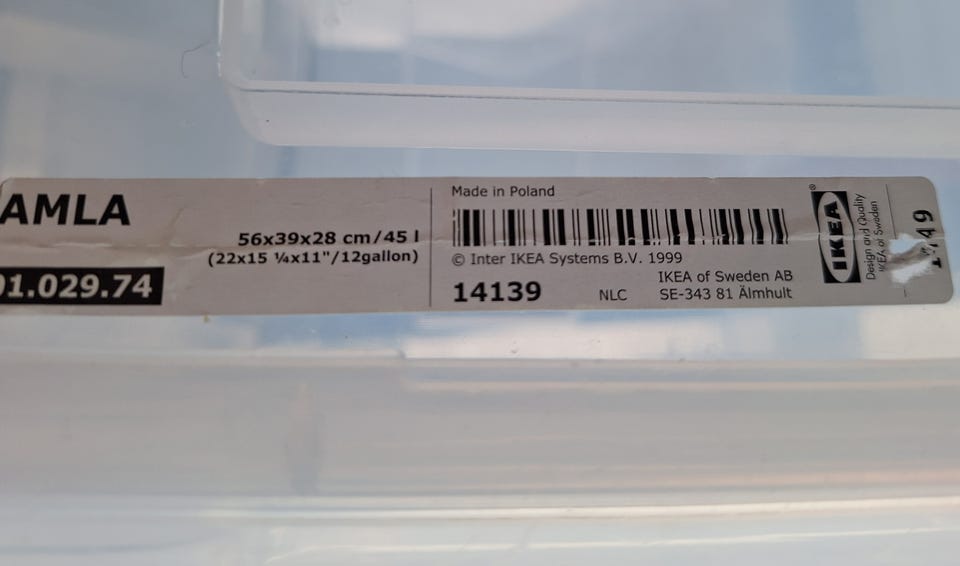 AMLA
56x39x28 cm/45 l
(22x15 ¼x11"/12gallon)
01.029.74
Made in Poland
© Inter IKEA Systems B.V. 1999
14139
NLC
IKEA of Sweden AB
SE-343 81 Älmhult
IKEA®
Design and Quality
IKEA of Sweden